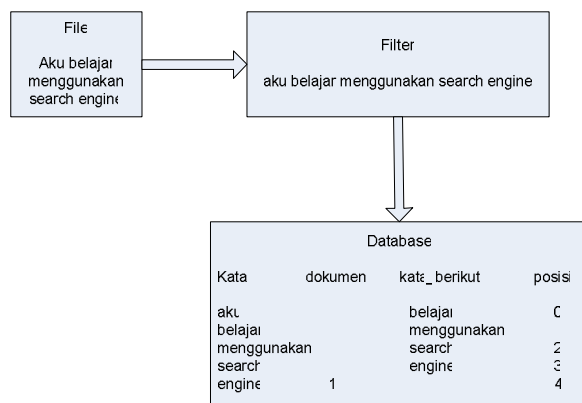 File
Aku belajar
menggunakan
search engine
Filter
aku belajar menggunakan search engine
Database
Kata dokumen kata_berikut posisi
aku belajar 0
belajar menggunakan
menggunakan search 2
search engine 3
engine 1 4